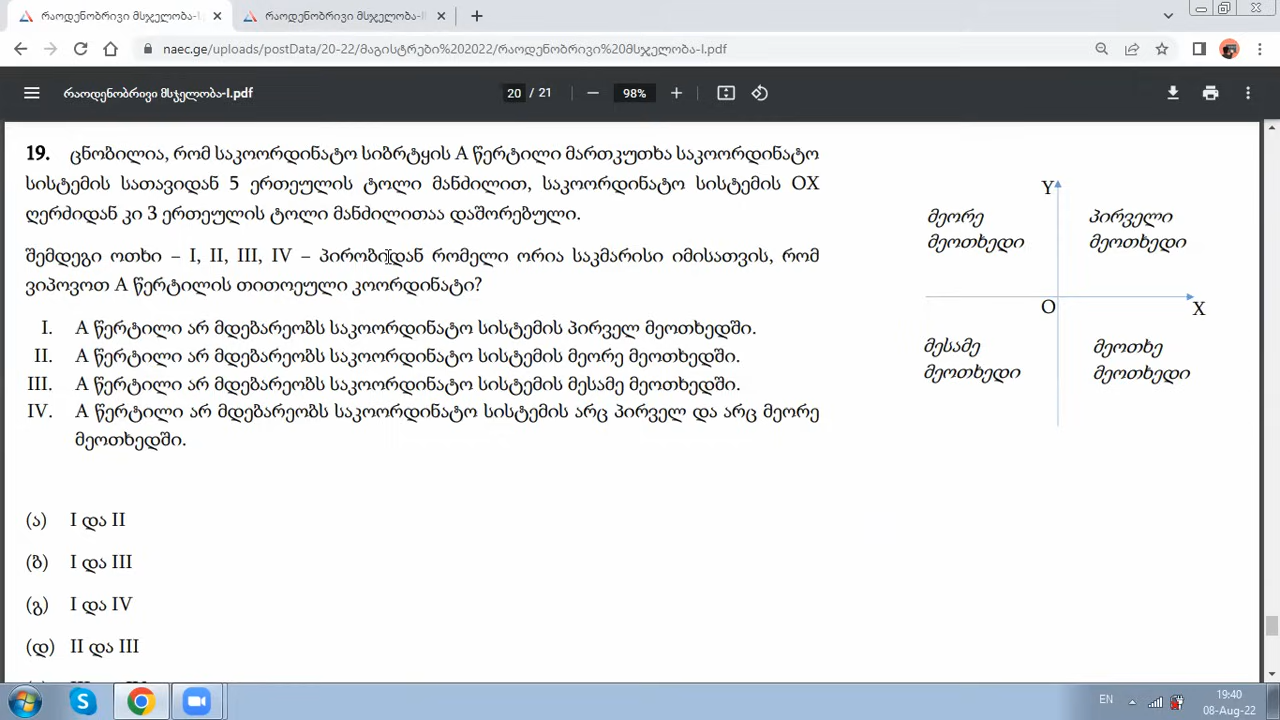 რაოდენობრივი მსჯელობა-I
რაოდენობრივი მსჯელობა-II
naec.ge/uploads/postData/20-22/მაგისტრები%202022/რაოდენობრივი%20მსჯელობა-I.pdf
რაოდენობრივი მსჯელობა-I.pdf
20 / 21
98%
19. ცნობილია, რომ საკოორდინატო სიბრტყის A წერტილი მართკუთხა საკოორდინატო
სისტემის სათავიდან 5 ერთეულის ტოლი მანძილით, საკოორდინატო სისტემის OX
ღერძიდან კი 3 ერთეულის ტოლი მანძილითაა დაშორებული.
შემდეგი ოთხი – I, II, III, IV – პირობიდან რომელი ორია საკმარისი იმისათვის, რომ
ვიპოვოთ A წერტილის თითოეული კოორდინატი?
I. A წერტილი არ მდებარეობს საკოორდინატო სისტემის პირველ მეოთხედში.
II. A წერტილი არ მდებარეობს საკოორდინატო სისტემის მეორე მეოთხედში.
III. A წერტილი არ მდებარეობს საკოორდინატო სისტემის მესამე მეოთხედში.
IV. A წერტილი არ მდებარეობს საკოორდინატო სისტემის არც პირველ და არც მეორე
მეოთხედში.
Y
მეორე
მეოთხედი
პირველი
მეოთხედი
O
X
მესამე
მეოთხედი
მეოთხე
მეოთხედი
(ა) I და II
(ბ) I და III
(გ) I და IV
(დ) II და III
EN
19:40
08-Aug-22